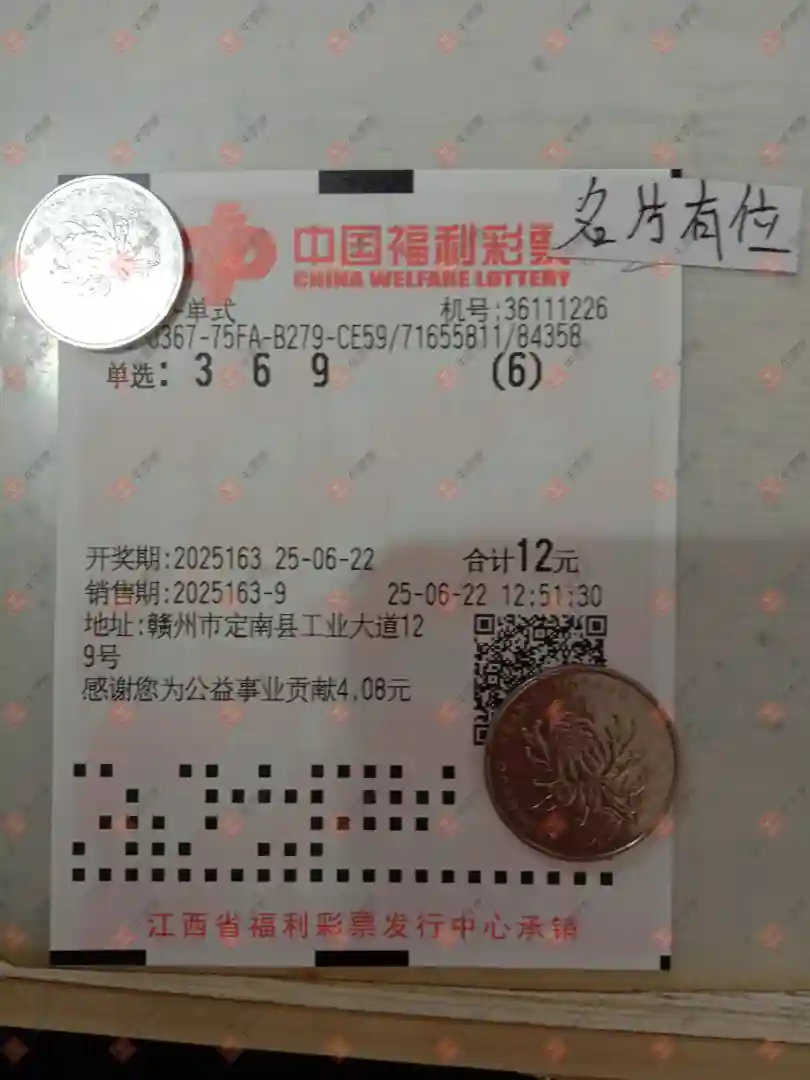 名片有位
中国福利彩票
CHINA WELFARE LOTTERY
-单式 机号:36111226
0367-75FA-B279-CE59/71655811/84358
单选: 3 6 9 (6)
开奖期:2025163 25-06-22 合计12元
销售期:2025163-9 25-06-22 12:51:30
地址:赣州市定南县工业大道12
9号
感谢您为公益事业贡献4.08元
江西省福利彩票发行中心承销